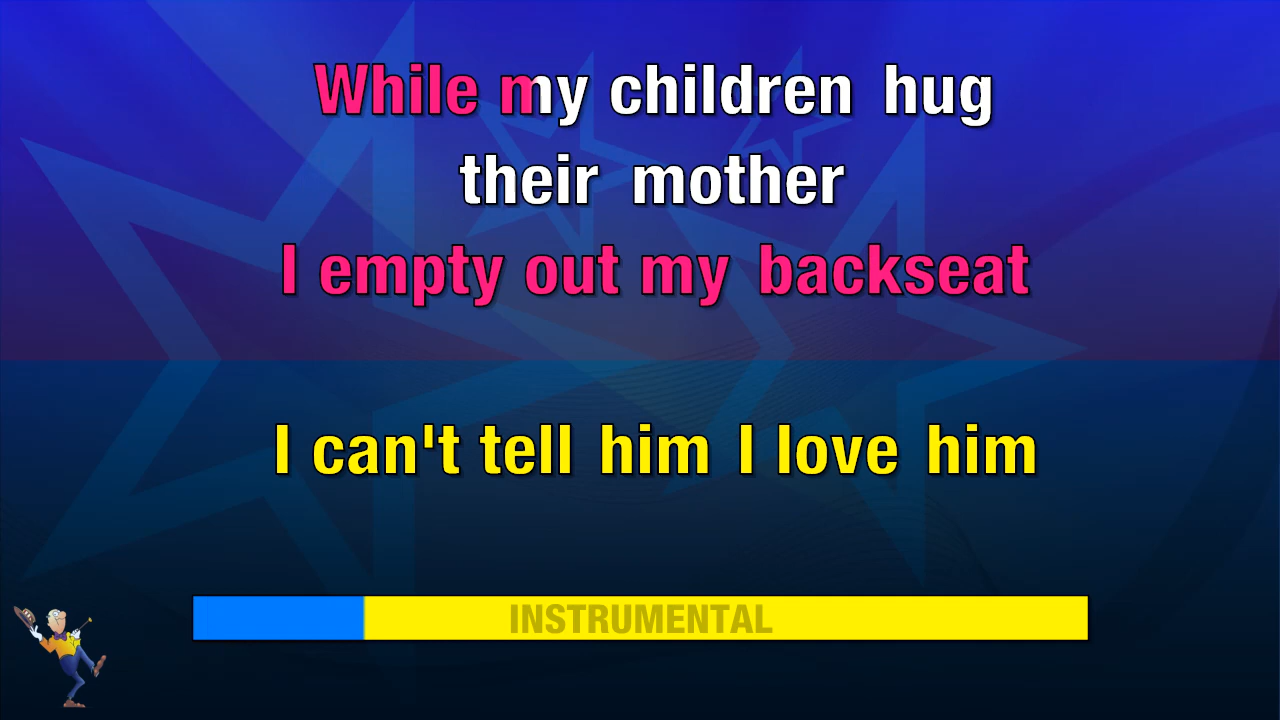 While my children hug
their mother
I empty out my backseat
I can't tell him I love him
INSTRUMENTAL